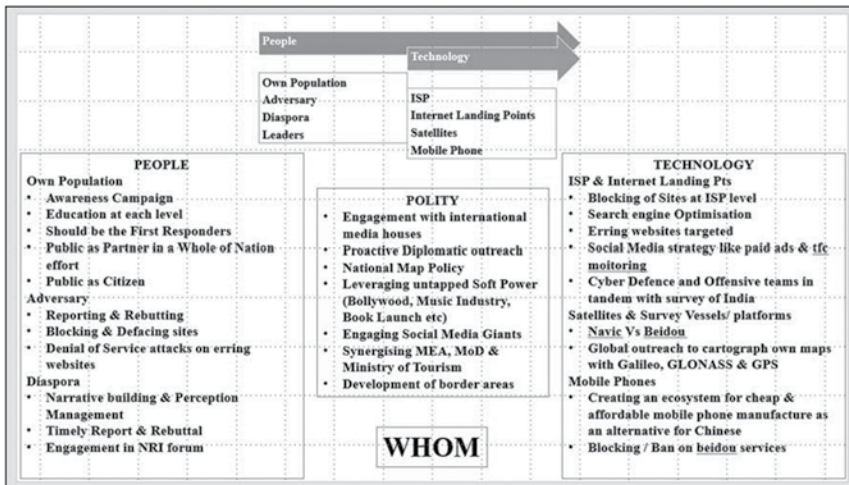 People
Technology
Own Population
Adversary
Diaspora
Leaders
ISP
Internet Landing Points
Satellites
Mobile Phone
PEOPLE
Own Population
• Awareness Campaign
• Education at each level
• Should be the First Responders
• Public as Partner in a Whole of Nation
effort
• Public as Citizen
Adversary
• Reporting & Rebutting
• Blocking & Defacing sites
• Denial of Service attacks on erring
websites
Diaspora
• Narrative building & Perception
Management
• Timely Report & Rebuttal
• Engagement in NRI forum
POLITY
• Engagement with international
media houses
• Proactive Diplomatic outreach
• National Map Policy
• Leveraging untapped Soft Power
(Bollywood, Music Industry,
Book Launch etc)
• Engaging Social Media Giants
• Synergising MEA, MoD &
Ministry of Tourism
• Development of border areas
WHOM
TECHNOLOGY
ISP & Internet Landing Pts
• Blocking of Sites at ISP level
• Search engine Optimisation
• Erring websites targeted
• Social Media strategy like paid ads & tfc
moitoring
• Cyber Defence and Offensive teams in
tandem with survey of India
Satellites & Survey Vessels/ platforms
• Navic Vs Beidou
• Global outreach to cartograph own maps
with Galileo, GLONASS & GPS
Mobile Phones
• Creating an ecosystem for cheap &
affordable mobile phone manufacture as
an alternative for Chinese
• Blocking / Ban on beidou services